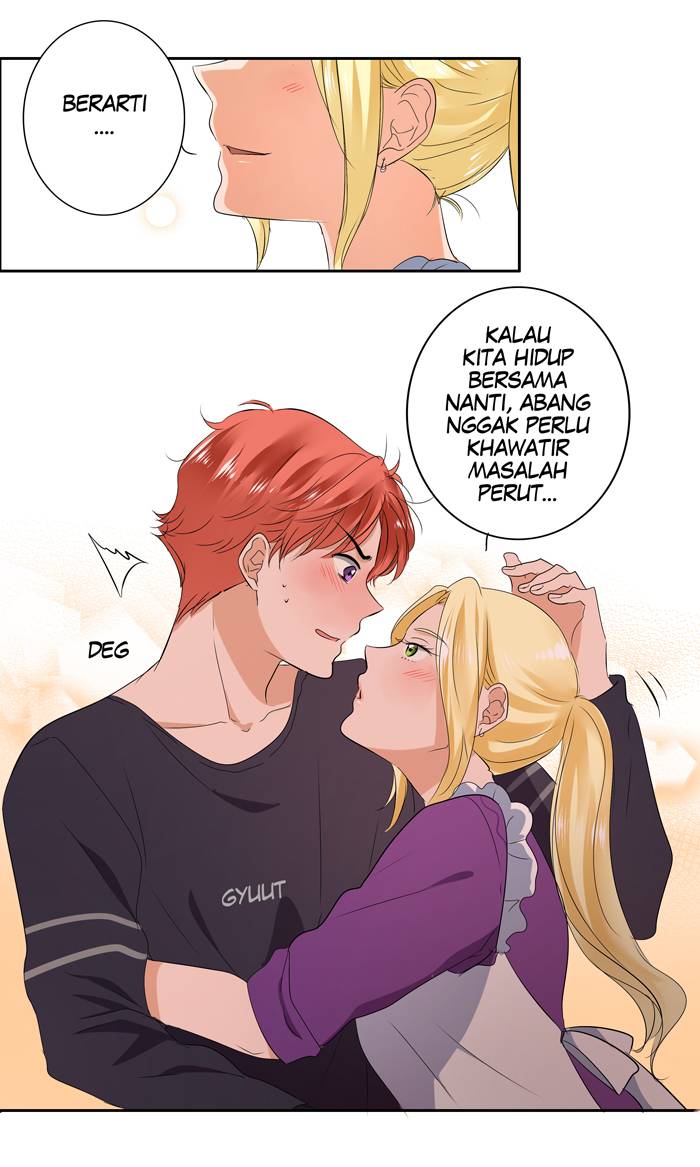 BERARTI
....
KALAU
KITA HIDUP
BERSAMA
NANTI, ABANG
NGGAK PERLU
KHAWATIR
MASALAH
PERUT...
DEG
GYUUT